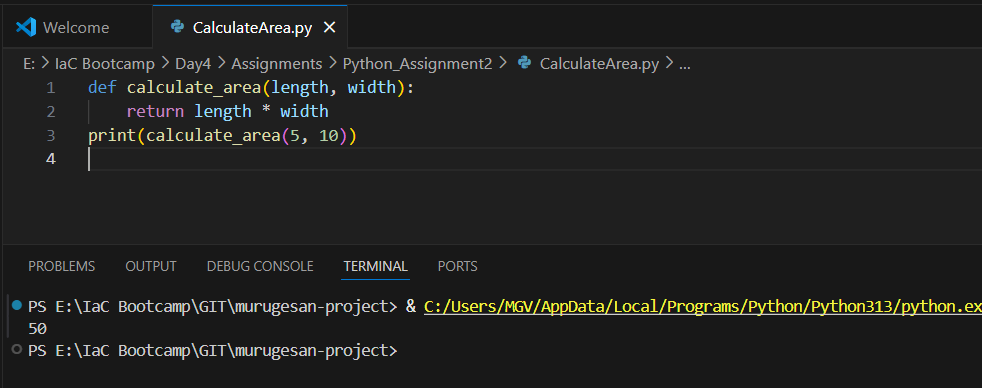 Welcome CalculateArea.py
E: > IaC Bootcamp > Day4 > Assignments > Python_Assignment2 > CalculateArea.py > ...
1 def calculate_area(length, width):
2     return length * width
3 print(calculate_area(5, 10))
4
PROBLEMS OUTPUT DEBUG CONSOLE TERMINAL PORTS
PS E:\IaC Bootcamp\GIT\murugesan-project> & C:/Users/MGV/AppData/Local/Programs/Python/Python313/python.ex
50
PS E:\IaC Bootcamp\GIT\murugesan-project>